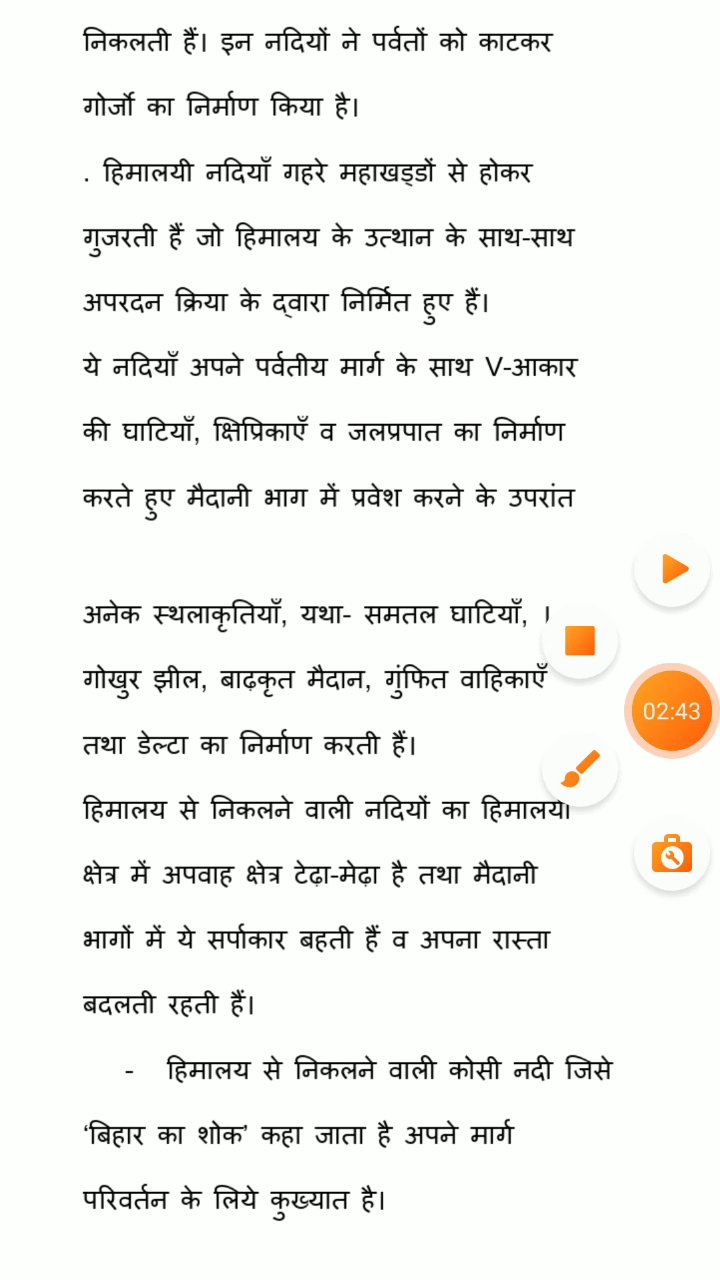 निकलती हैं। इन नदियों ने पर्वतों को काटकर
गोर्जो का निर्माण किया है।
. हिमालयी नदियाँ गहरे महाखड्डों से होकर
गुजरती हैं जो हिमालय के उत्थान के साथ-साथ
अपरदन क्रिया के द्वारा निर्मित हुए हैं।
ये नदियाँ अपने पर्वतीय मार्ग के साथ V-आकार
की घाटियाँ, क्षिप्रिकाएँ व जलप्रपात का निर्माण
करते हुए मैदानी भाग में प्रवेश करने के उपरांत
अनेक स्थलाकृतियाँ, यथा- समतल घाटियाँ, ।
गोखुर झील, बाढ़कृत मैदान, गुंफित वाहिकाएँ
02:43
तथा डेल्टा का निर्माण करती हैं।
हिमालय से निकलने वाली नदियों का हिमालयी
क्षेत्र में अपवाह क्षेत्र टेढ़ा-मेढ़ा है तथा मैदानी
भागों में ये सर्पाकार बहती हैं व अपना रास्ता
बदलती रहती हैं।
- हिमालय से निकलने वाली कोसी नदी जिसे
‘बिहार का शोक’ कहा जाता है अपने मार्ग
परिवर्तन के लिये कुख्यात है।